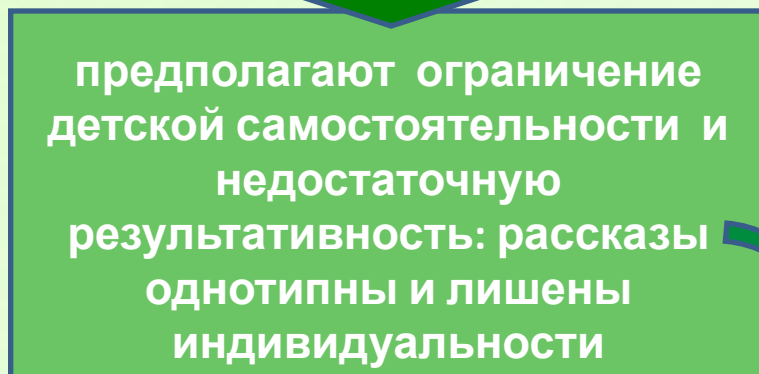 предполагают ограничение
детской самостоятельности и
недостаточную
результативность: рассказы
однотипны и лишены
индивидуальности